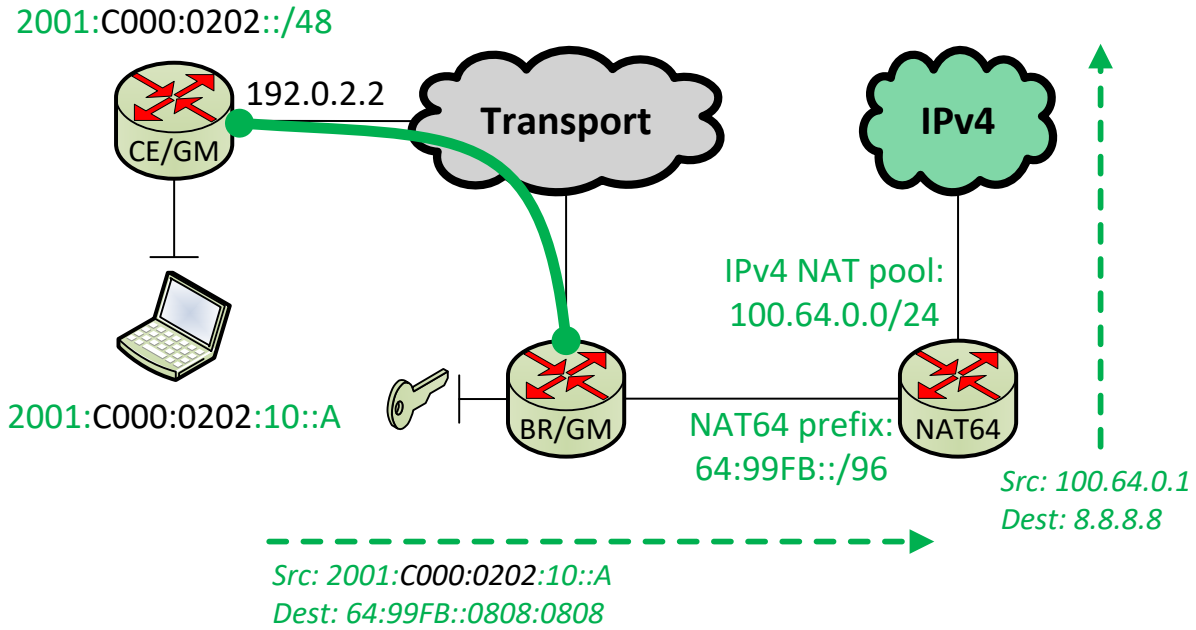 2001:C000:0202::/48
192.0.2.2
Transport
IPv4
CE/GM
IPv4 NAT pool:
100.64.0.0/24
2001:C000:0202:10::A
BR/GM
NAT64 prefix:
64:99FB::/96
NAT64
Src: 100.64.0.1
Dest: 8.8.8.8
Src: 2001:C000:0202:10::A
Dest: 64:99FB::0808:0808